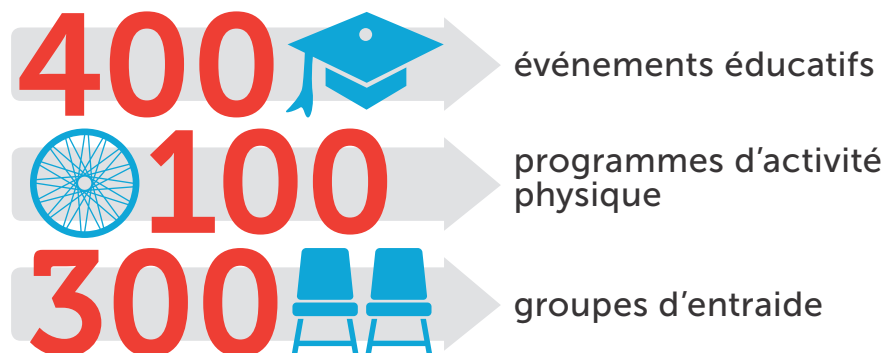 400 événements éducatifs
100 programmes d’activité
physique
300 groupes d’entraide